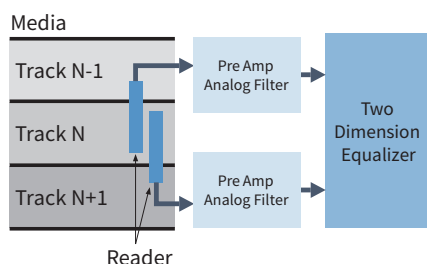 Media
Track N-1
Track N
Track N+1
Reader
Pre Amp
Analog Filter
Pre Amp
Analog Filter
Two
Dimension
Equalizer